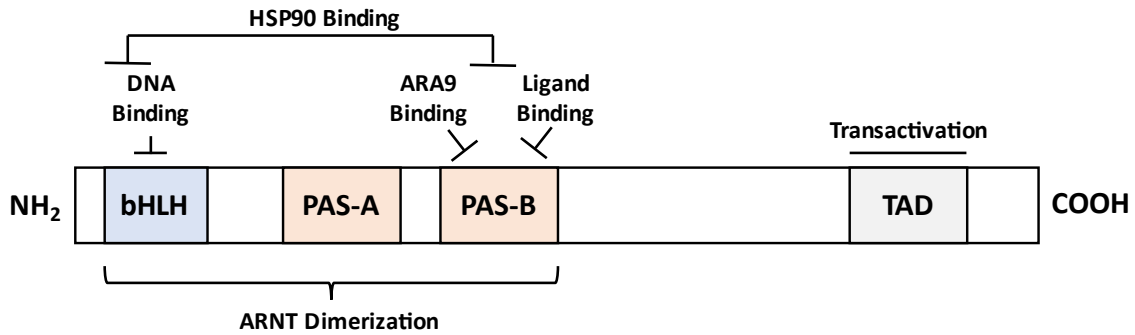 HSP90 Binding
DNA
Binding
ARA9
Binding
Ligand
Binding
Transactivation
NH₂
bHLH
PAS-A
PAS-B
TAD
COOH
ARNT Dimerization